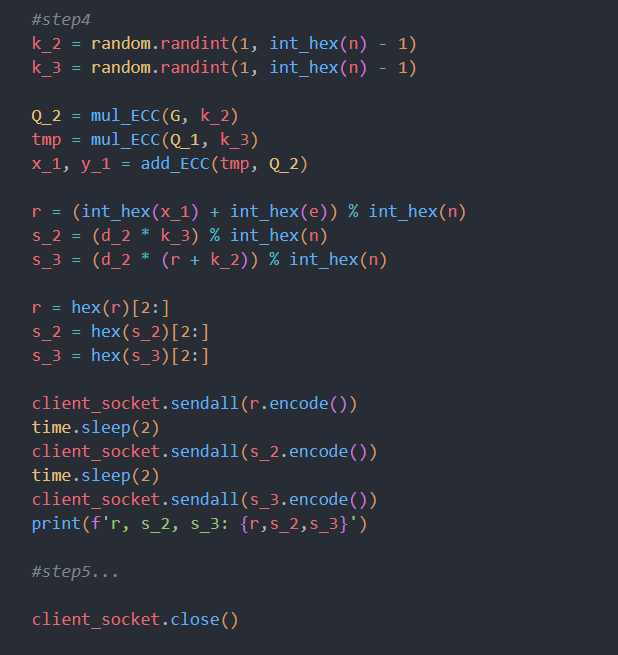 #step4
k_2 = random.randint(1, int_hex(n) - 1)
k_3 = random.randint(1, int_hex(n) - 1)
Q_2 = mul_ECC(G, k_2)
tmp = mul_ECC(Q_1, k_3)
x_1, y_1 = add_ECC(tmp, Q_2)
r = (int_hex(x_1) + int_hex(e)) % int_hex(n)
s_2 = (d_2 * k_3) % int_hex(n)
s_3 = (d_2 * (r + k_2)) % int_hex(n)
r = hex(r)[2:]
s_2 = hex(s_2)[2:]
s_3 = hex(s_3)[2:]
client_socket.sendall(r.encode())
time.sleep(2)
client_socket.sendall(s_2.encode())
time.sleep(2)
client_socket.sendall(s_3.encode())
print(f'r, s_2, s_3: {r,s_2,s_3}')
#step5...
client_socket.close()